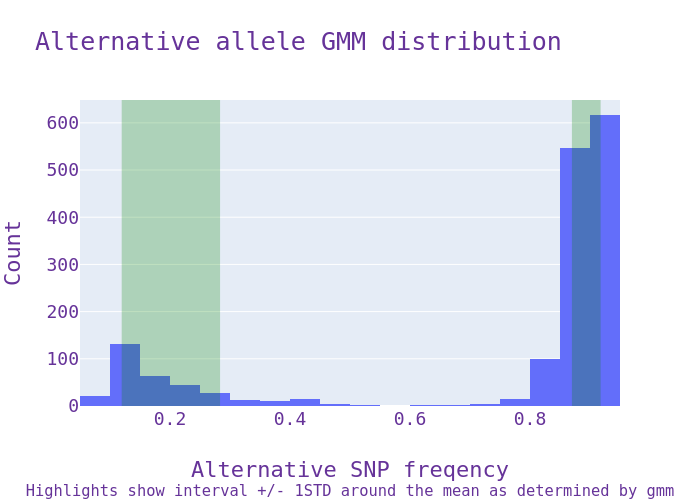 Alternative allele GMM distribution
600
500
400
300
200
100
0
Count
0.2
0.4
0.6
0.8
Alternative SNP freqency
Highlights show interval +/- 1STD around the mean as determined by gmm